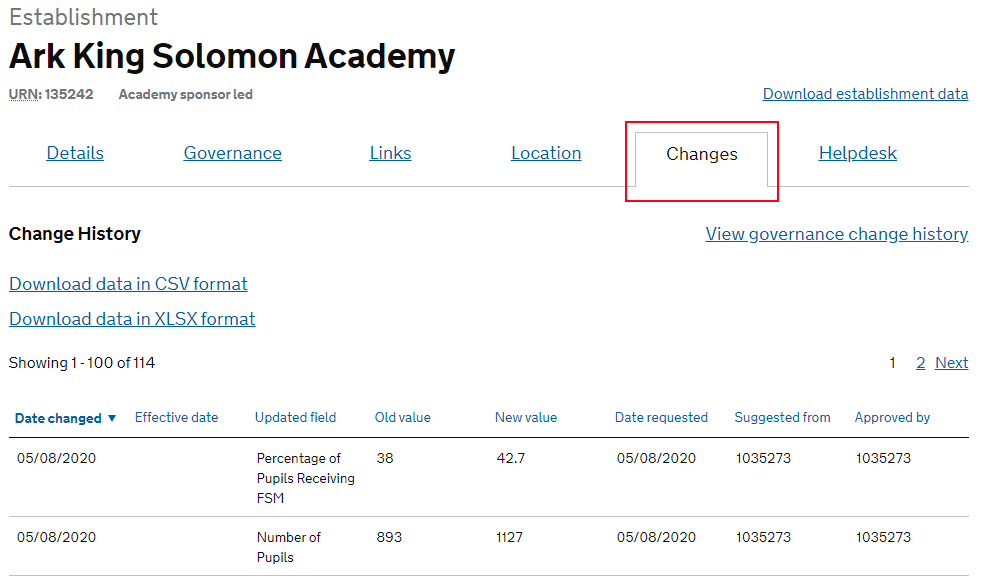 Establishment
Ark King Solomon Academy
URN: 135242 Academy sponsor led
Download establishment data
Details Governance Links Location Changes Helpdesk
Change History
View governance change history
Download data in CSV format
Download data in XLSX format
Showing 1 - 100 of 114
1 2 Next
Date changed ▼ Effective date Updated field Old value New value Date requested Suggested from Approved by
05/08/2020 Percentage of 38 42.7 05/08/2020 1035273 1035273
Pupils Receiving
FSM
05/08/2020 Number of 893 1127 05/08/2020 1035273 1035273
Pupils